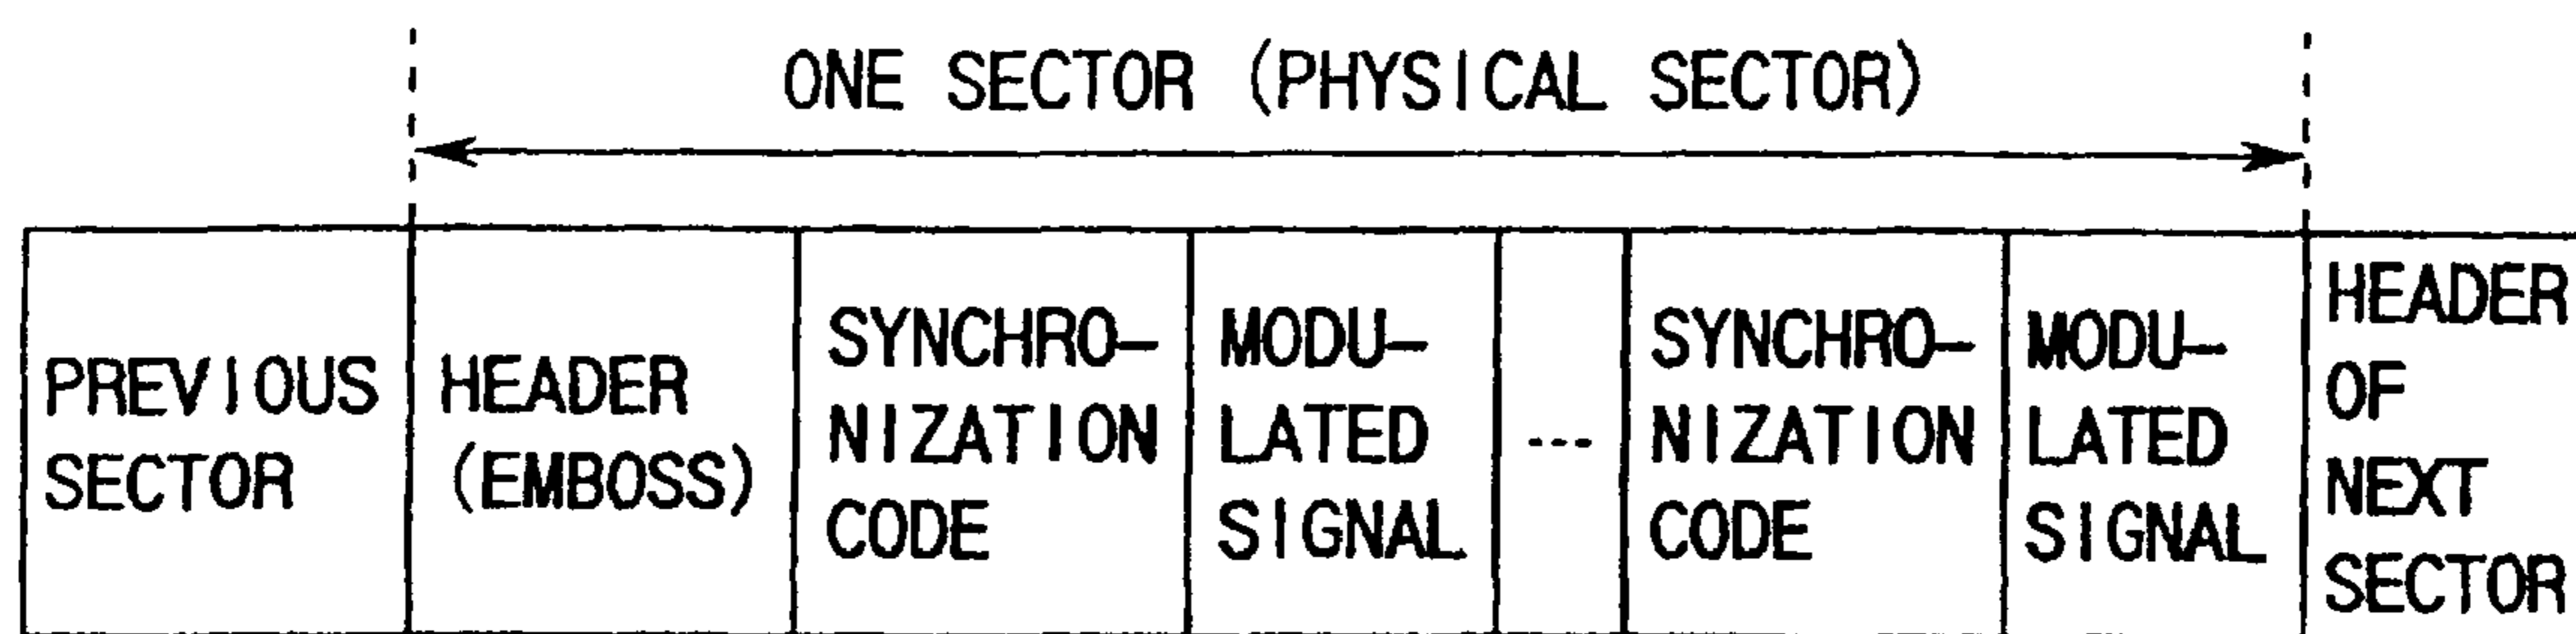 ONE SECTOR (PHYSICAL SECTOR)
PREVIOUS
SECTOR
HEADER
(EMBOSS)
SYNCHRO-
NIZATION
CODE
MODU-
LATED
SIGNAL
---
SYNCHRO-
NIZATION
CODE
MODU-
LATED
SIGNAL
HEADER
OF
NEXT
SECTOR